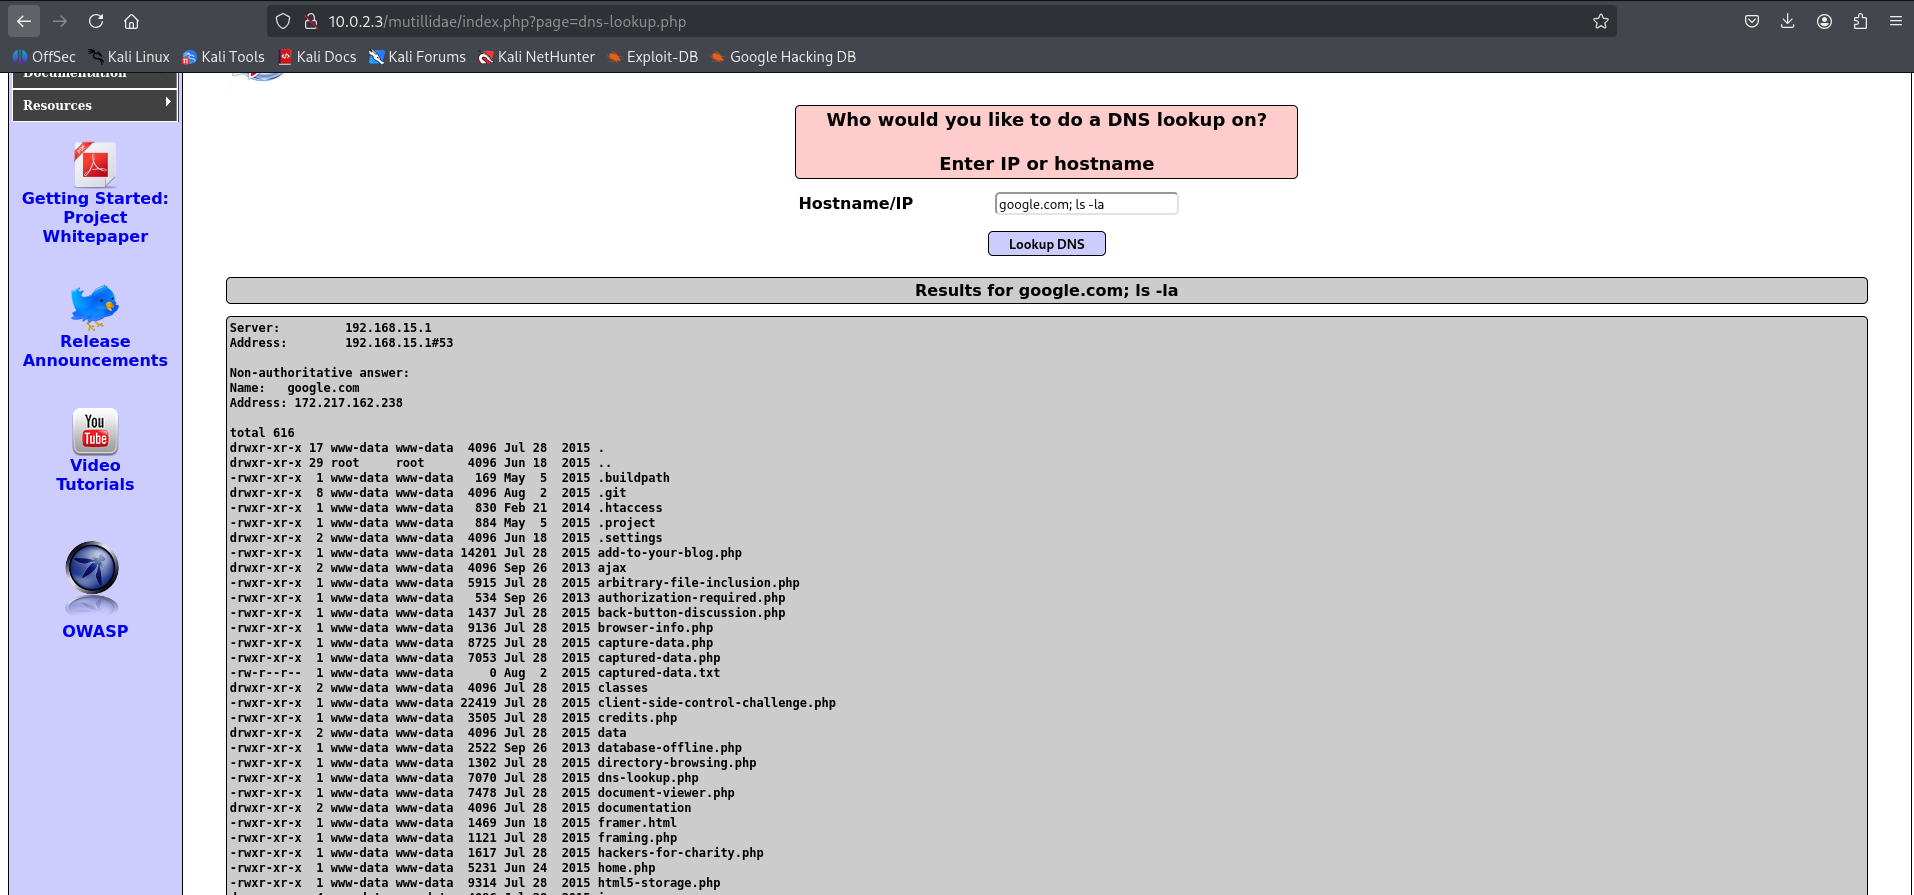 10.0.2.3/mutillidae/index.php?page=dns-lookup.php
OffSec Kali Linux Kali Tools Kali Docs Kali Forums Kali NetHunter Exploit-DB Google Hacking DB
Documentation
Resources
PDF
Getting Started:
Project
Whitepaper
Release
Announcements
You
Tube
Video
Tutorials
OWASP
Who would you like to do a DNS lookup on?
Enter IP or hostname
Hostname/IP google.com; ls -la
Lookup DNS
Results for google.com; ls -la
Server:         192.168.15.1
Address:        192.168.15.1#53
Non-authoritative answer:
Name:   google.com
Address: 172.217.162.238
total 616
drwxr-xr-x 17 www-data www-data  4096 Jul 28  2015 .
drwxr-xr-x 29 root     root      4096 Jun 18  2015 ..
-rwxr-xr-x  1 www-data www-data   169 May  5  2015 .buildpath
drwxr-xr-x  8 www-data www-data  4096 Aug  2  2015 .git
-rwxr-xr-x  1 www-data www-data   830 Feb 21  2014 .htaccess
-rwxr-xr-x  1 www-data www-data   884 May  5  2015 .project
drwxr-xr-x  2 www-data www-data  4096 Jun 18  2015 .settings
-rwxr-xr-x  1 www-data www-data 14201 Jul 28  2015 add-to-your-blog.php
drwxr-xr-x  2 www-data www-data  4096 Sep 26  2013 ajax
-rwxr-xr-x  1 www-data www-data  5915 Jul 28  2015 arbitrary-file-inclusion.php
-rwxr-xr-x  1 www-data www-data   534 Sep 26  2013 authorization-required.php
-rwxr-xr-x  1 www-data www-data  1437 Jul 28  2015 back-button-discussion.php
-rwxr-xr-x  1 www-data www-data  9136 Jul 28  2015 browser-info.php
-rwxr-xr-x  1 www-data www-data  8725 Jul 28  2015 capture-data.php
-rwxr-xr-x  1 www-data www-data  7053 Jul 28  2015 captured-data.php
-rw-r--r--  1 www-data www-data     0 Aug  2  2015 captured-data.txt
drwxr-xr-x  2 www-data www-data  4096 Jul 28  2015 classes
-rwxr-xr-x  1 www-data www-data 22419 Jul 28  2015 client-side-control-challenge.php
-rwxr-xr-x  1 www-data www-data  3505 Jul 28  2015 credits.php
drwxr-xr-x  2 www-data www-data  4096 Jul 28  2015 data
-rwxr-xr-x  1 www-data www-data  2522 Sep 26  2013 database-offline.php
-rwxr-xr-x  1 www-data www-data  1302 Jul 28  2015 directory-browsing.php
-rwxr-xr-x  1 www-data www-data  7070 Jul 28  2015 dns-lookup.php
-rwxr-xr-x  1 www-data www-data  7478 Jul 28  2015 document-viewer.php
drwxr-xr-x  2 www-data www-data  4096 Jul 28  2015 documentation
-rwxr-xr-x  1 www-data www-data  1469 Jun 18  2015 framer.html
-rwxr-xr-x  1 www-data www-data  1121 Jul 28  2015 framing.php
-rwxr-xr-x  1 www-data www-data  1617 Jul 28  2015 hackers-for-charity.php
-rwxr-xr-x  1 www-data www-data  5231 Jun 24  2015 home.php
-rwxr-xr-x  1 www-data www-data  9314 Jul 28  2015 html5-storage.php